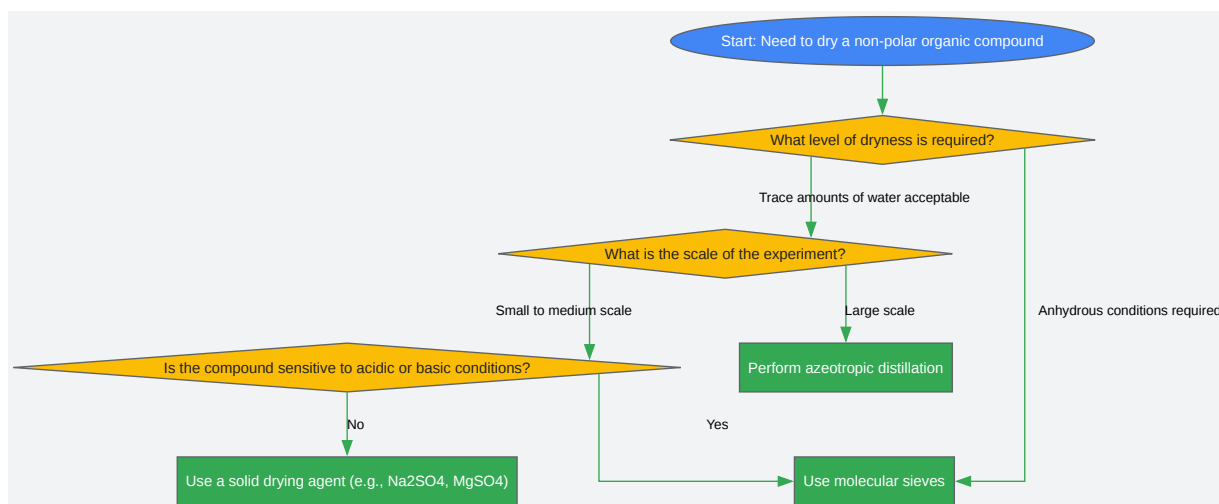 Start: Need to dry a non-polar organic compound
What level of dryness is required?
Trace amounts of water acceptable
What is the scale of the experiment?
Small to medium scale
Large scale
Anhydrous conditions required
Is the compound sensitive to acidic or basic conditions?
Perform azeotropic distillation
No
Yes
Use a solid drying agent (e.g., Na2SO4, MgSO4)
Use molecular sieves